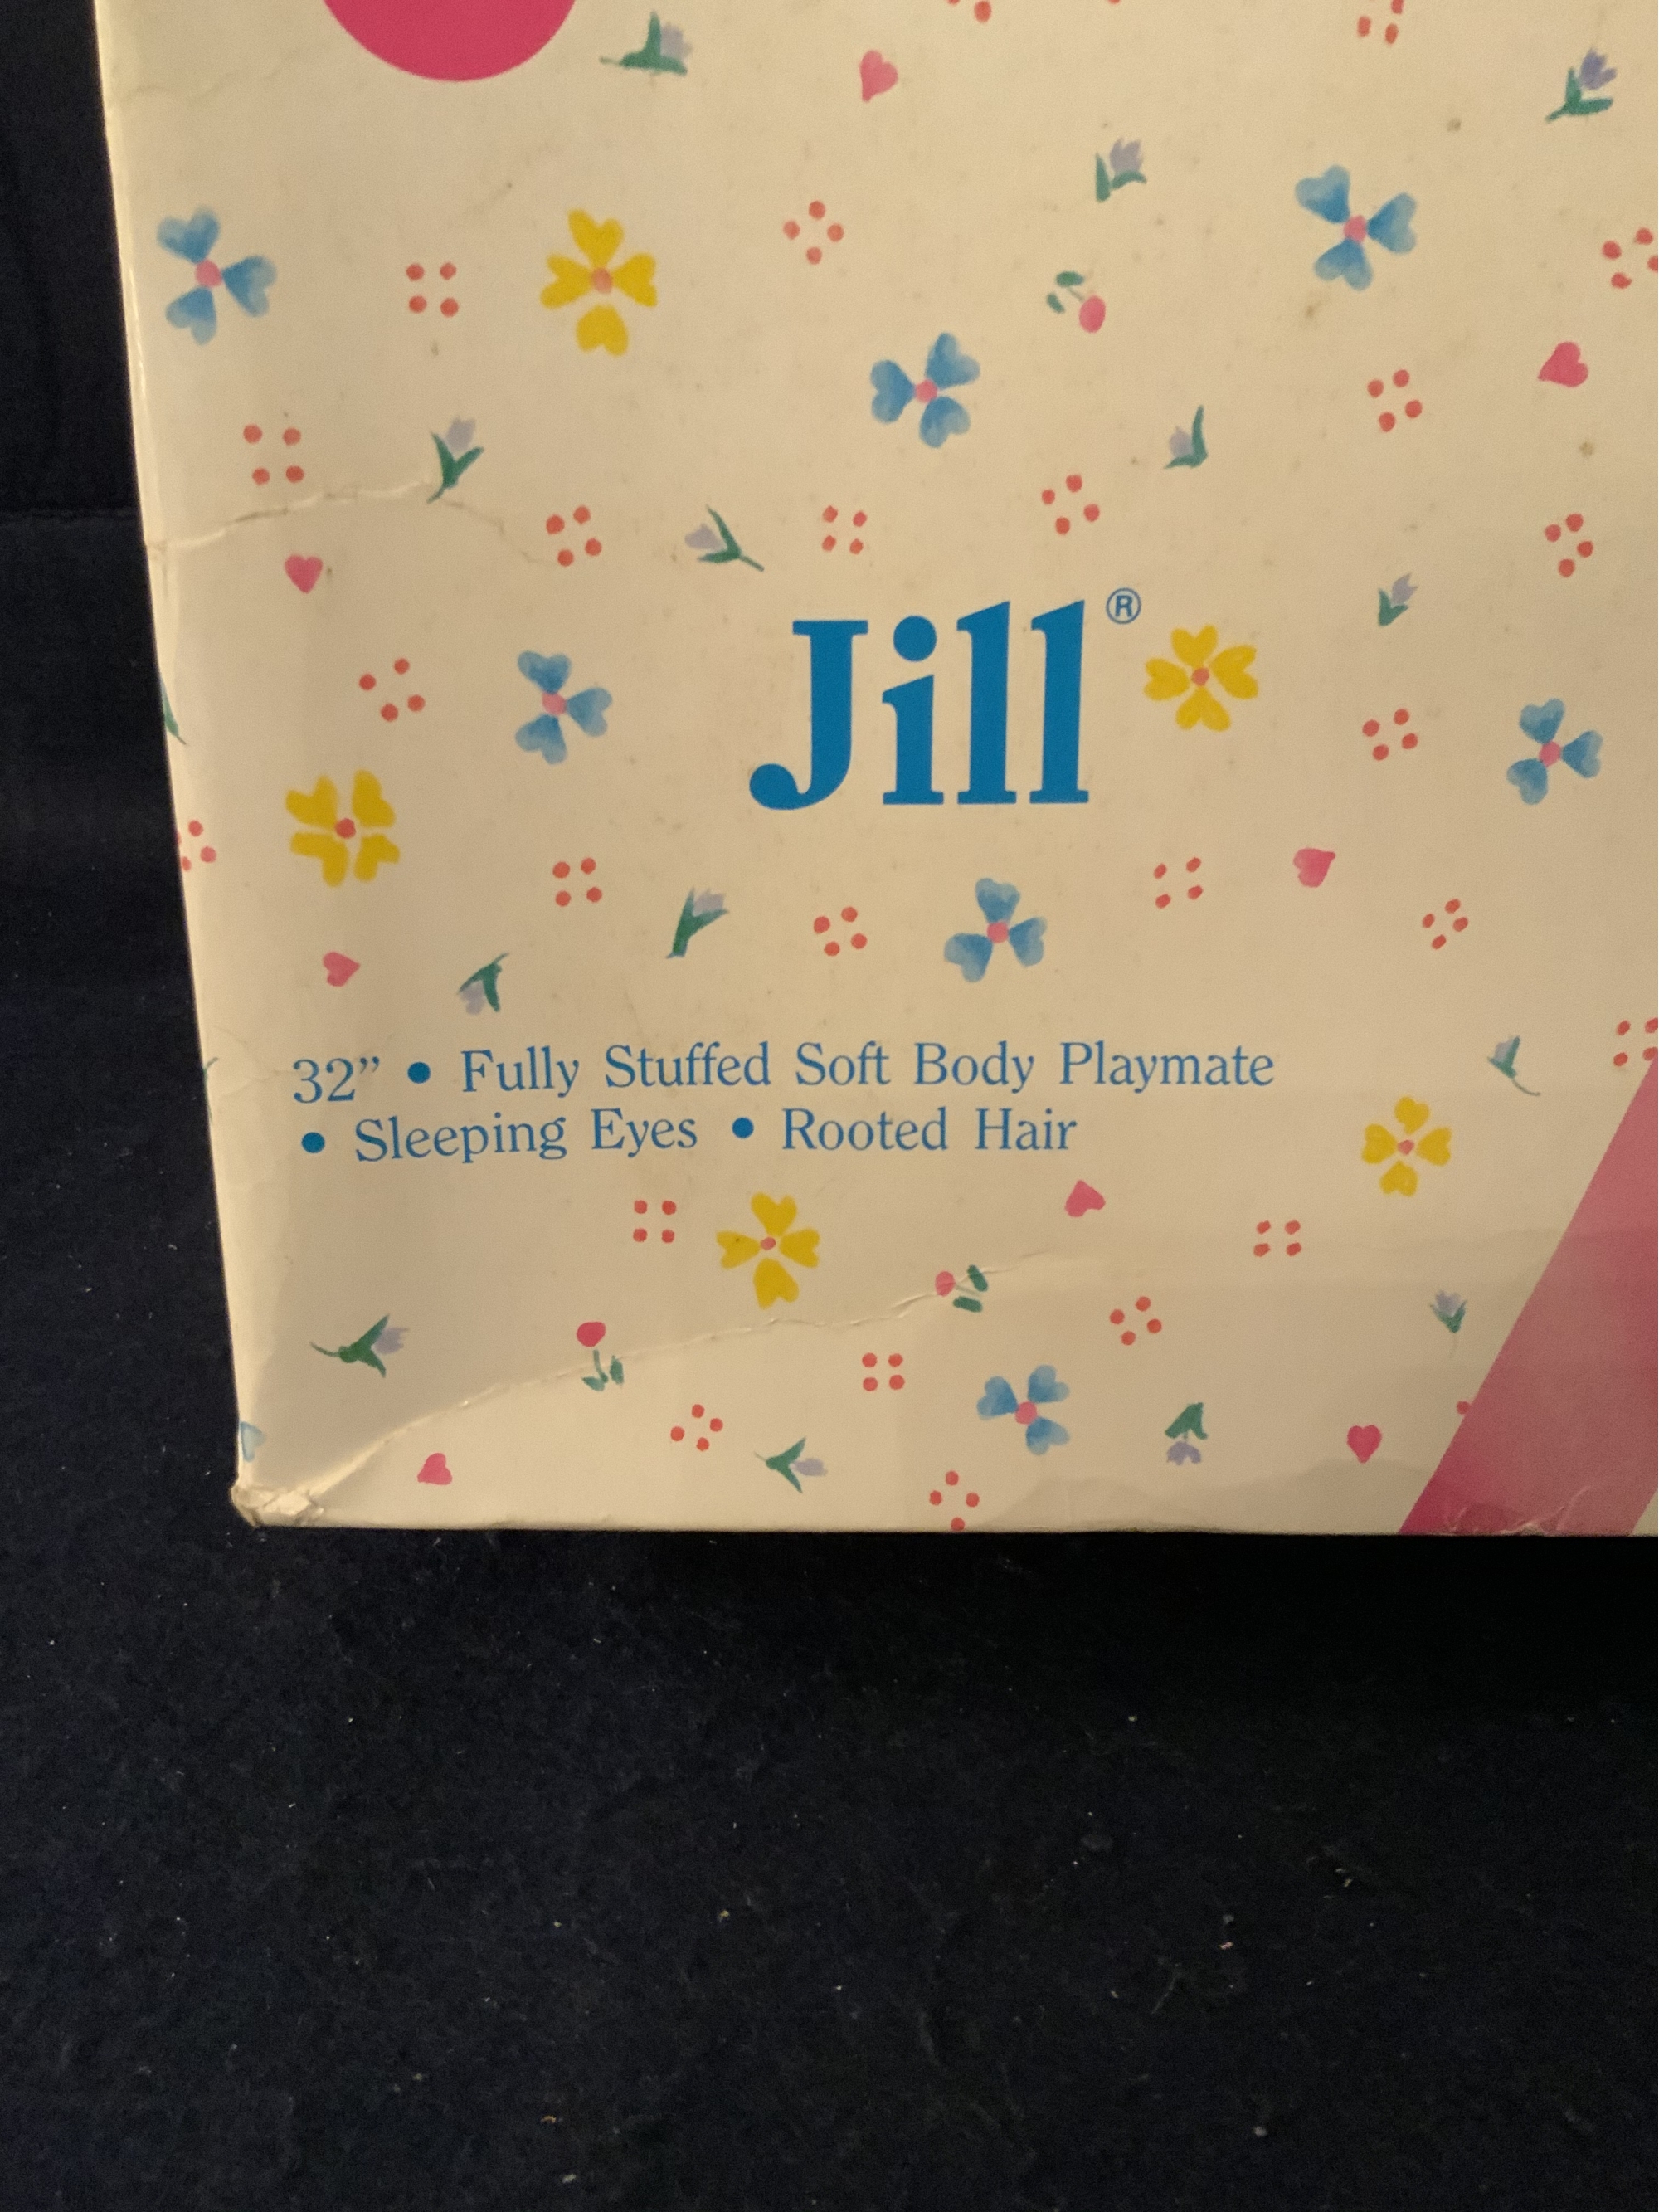 Jill®
32” • Fully Stuffed Soft Body Playmate
• Sleeping Eyes • Rooted Hair